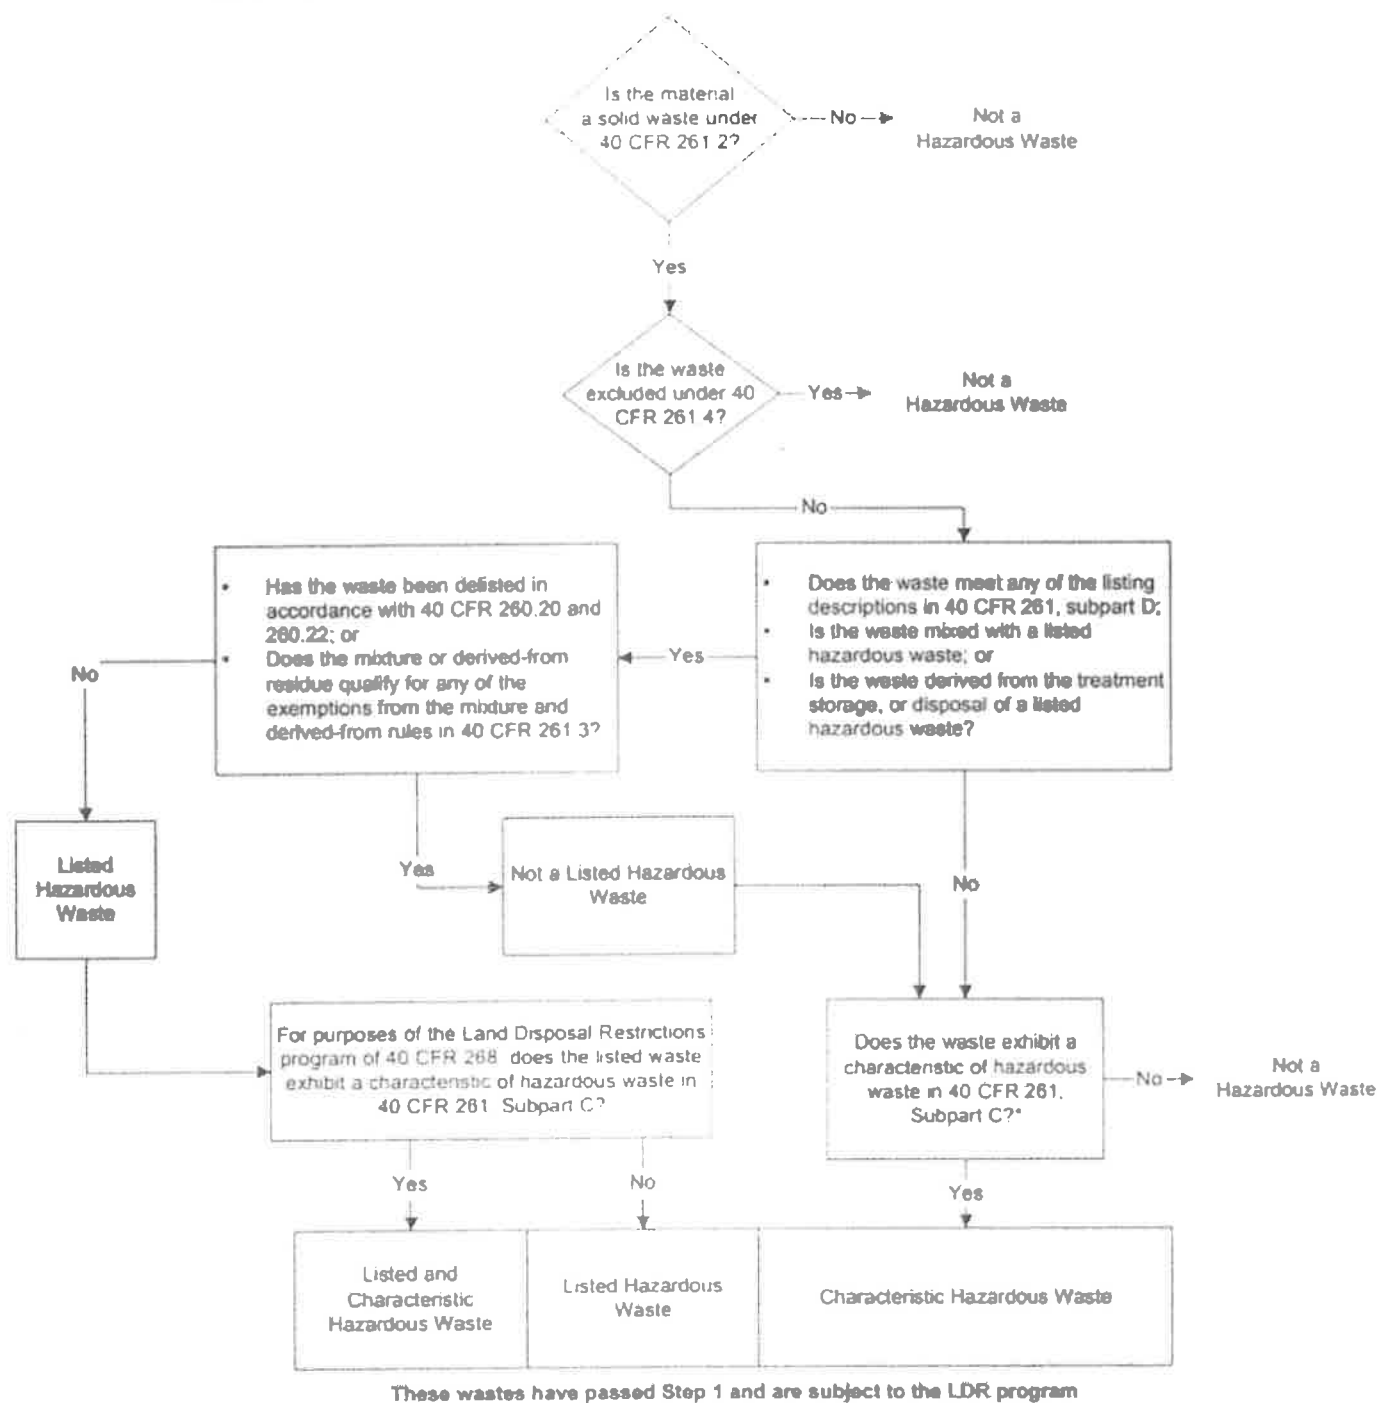 Is the material
a solid waste under
40 CFR 261 2?
No
Not a
Hazardous Waste
Yes
Is the waste
excluded under 40
CFR 261 4?
Yes
Not a
Hazardous Waste
No
• Has the waste been delisted in
accordance with 40 CFR 260.20 and
260.22; or
• Does the mixture or derived-from
residue qualify for any of the
exemptions from the mixture and
derived-from rules in 40 CFR 261 3?
Yes
• Does the waste meet any of the listing
descriptions in 40 CFR 261, subpart D;
• Is the waste mixed with a listed
hazardous waste; or
• Is the waste derived from the treatment
storage, or disposal of a listed
hazardous waste?
No
Listed
Hazardous
Waste
Yes
Not a Listed Hazardous
Waste
No
For purposes of the Land Disposal Restrictions
program of 40 CFR 268 does the listed waste
exhibit a characteristic of hazardous waste in
40 CFR 261 Subpart C?
Does the waste exhibit a
characteristic of hazardous
waste in 40 CFR 261,
Subpart C?*
No
Not a
Hazardous Waste
Yes
No
Yes
Listed and
Characteristic
Hazardous Waste
Listed Hazardous
Waste
Characteristic Hazardous Waste
These wastes have passed Step 1 and are subject to the LDR program